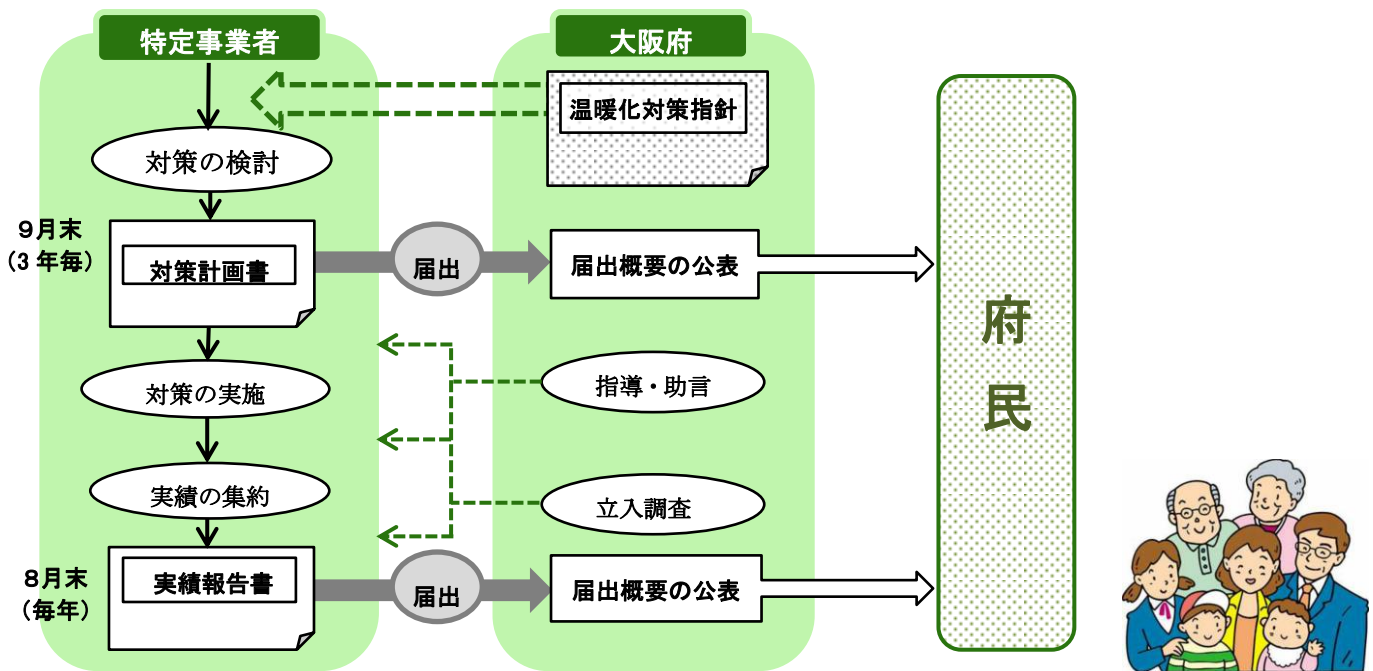 特定事業者
大阪府
温暖化対策指針
対策の検討
9月末
（3年毎）
対策計画書
届出
届出概要の公表
府民
対策の実施
指導・助言
実績の集約
立入調査
8月末
（毎年）
実績報告書
届出
届出概要の公表